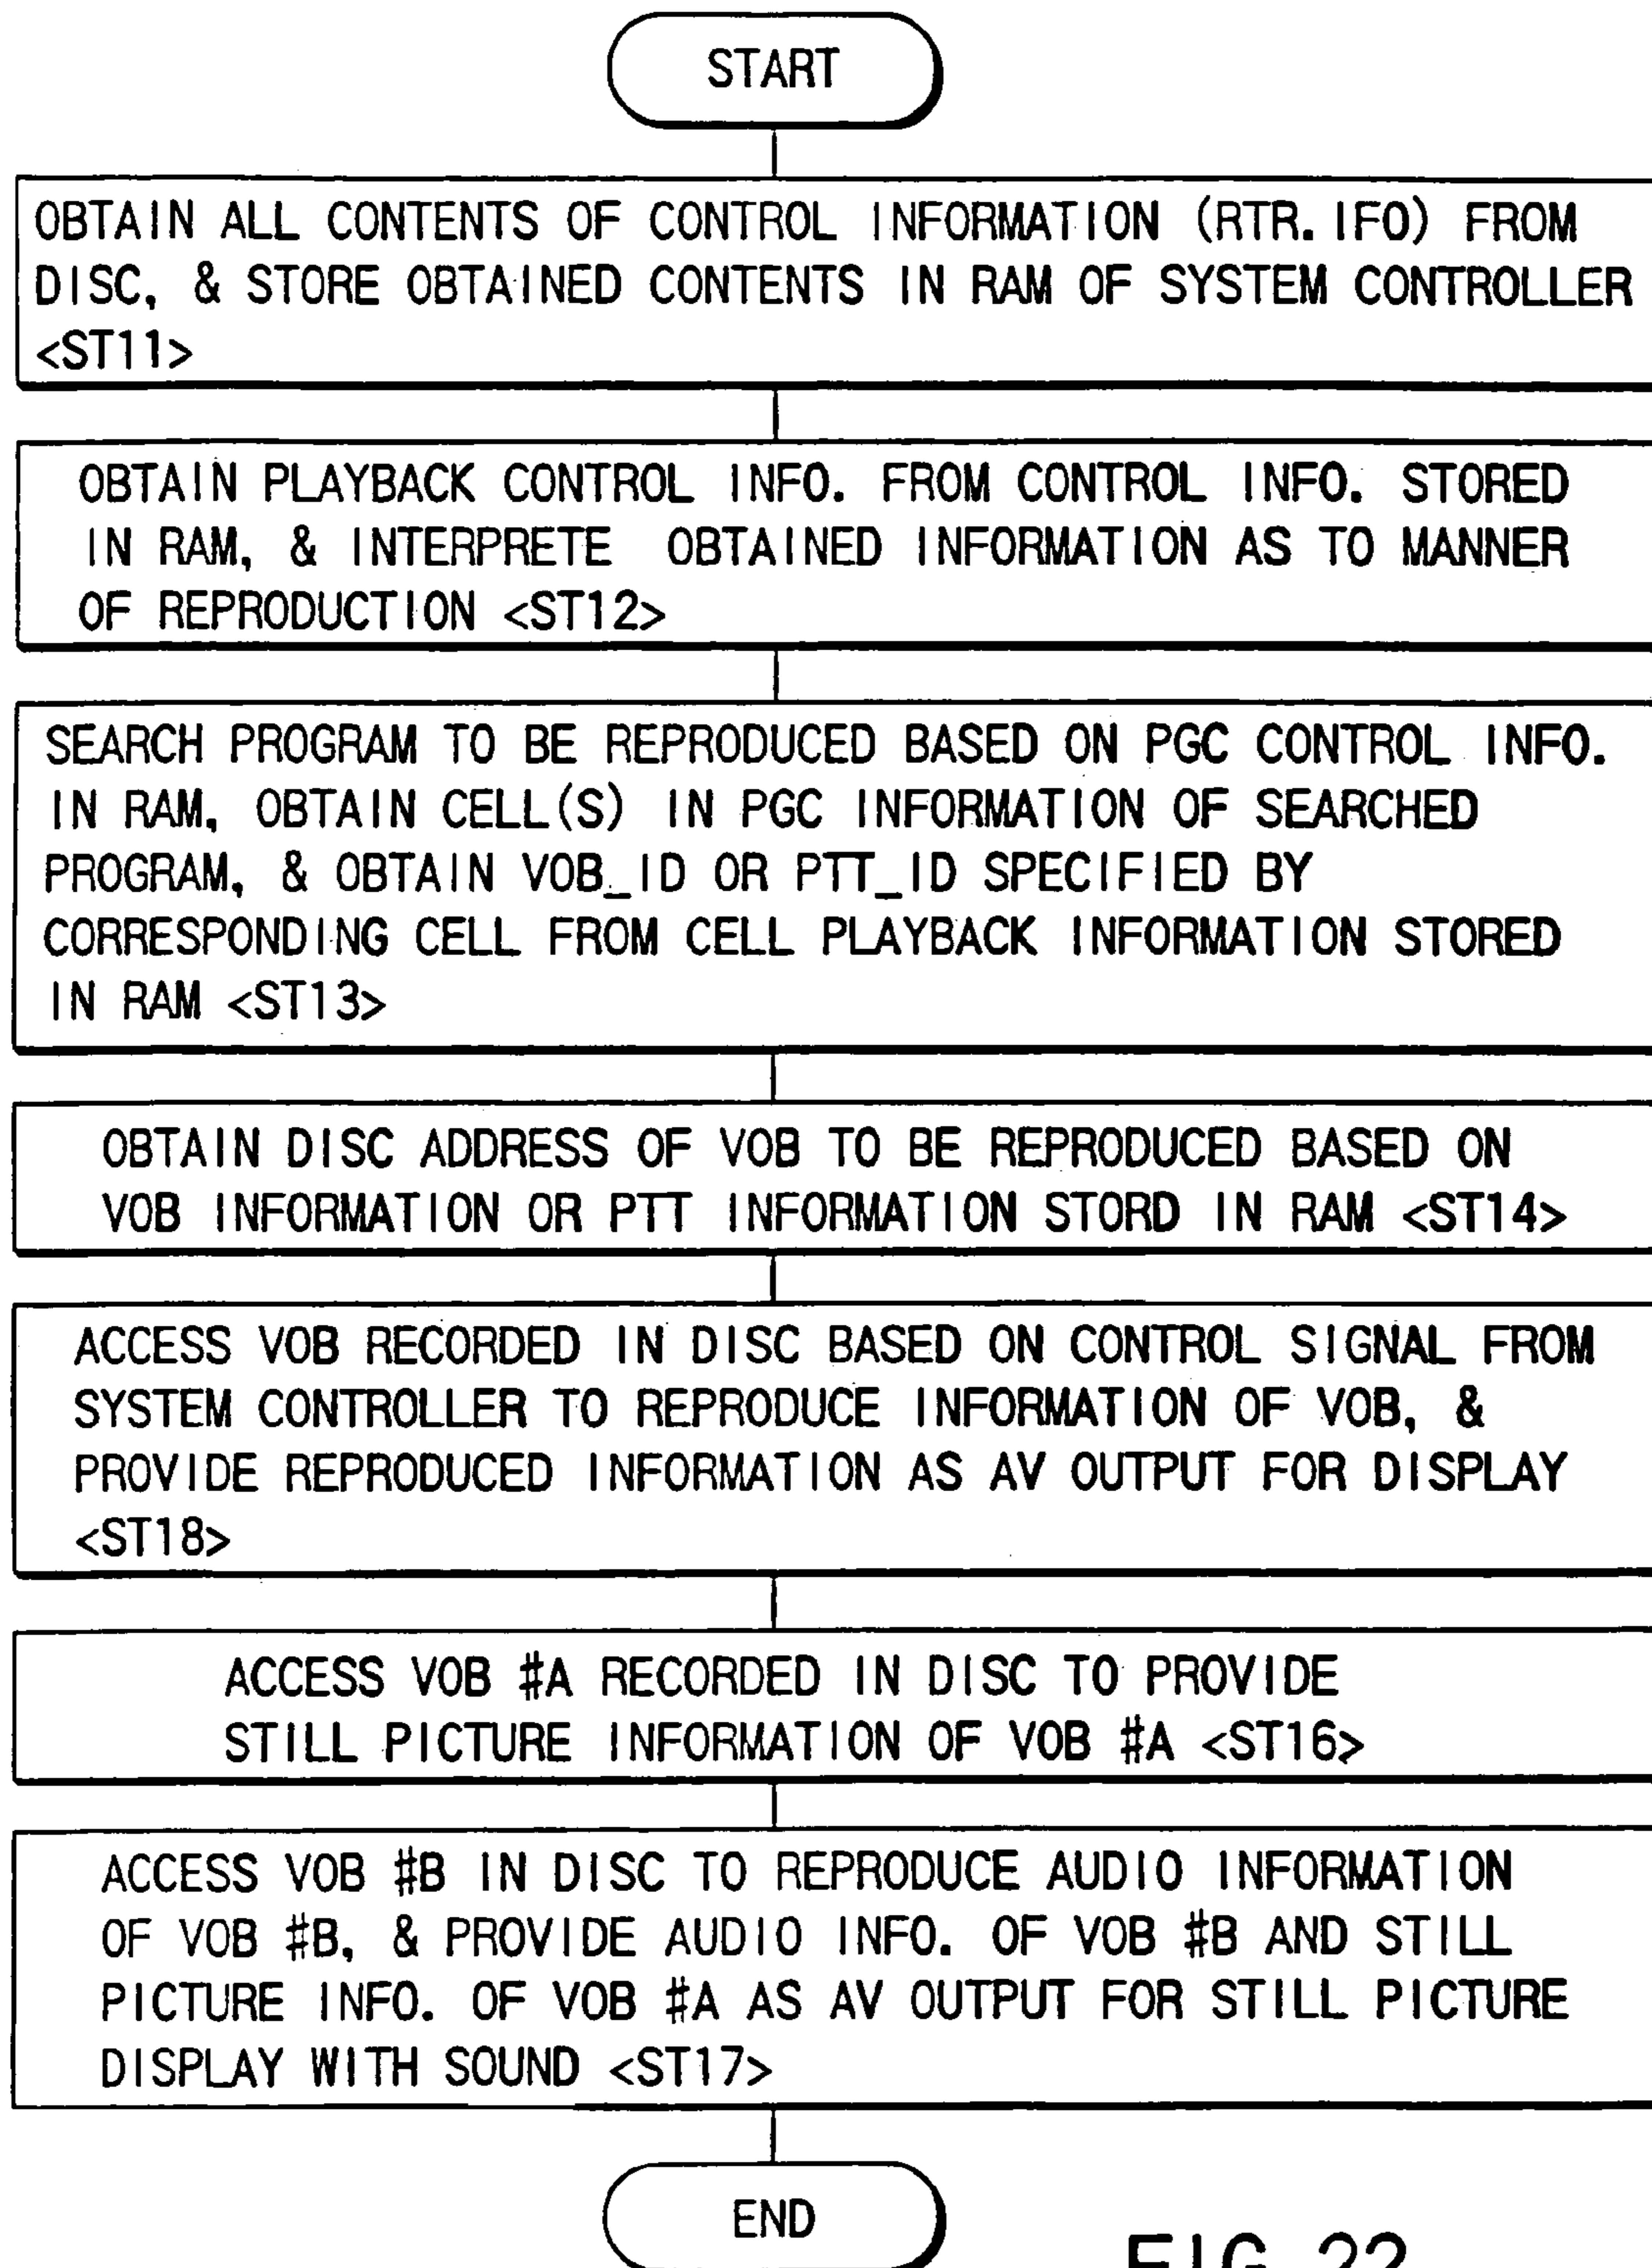 START
OBTAIN ALL CONTENTS OF CONTROL INFORMATION (RTR.IFO) FROM
DISC, & STORE OBTAINED CONTENTS IN RAM OF SYSTEM CONTROLLER
<ST11>
OBTAIN PLAYBACK CONTROL INFO. FROM CONTROL INFO. STORED
IN RAM, & INTERPRETE OBTAINED INFORMATION AS TO MANNER
OF REPRODUCTION <ST12>
SEARCH PROGRAM TO BE REPRODUCED BASED ON PGC CONTROL INFO.
IN RAM, OBTAIN CELL(S) IN PGC INFORMATION OF SEARCHED
PROGRAM, & OBTAIN VOB_ID OR PTT_ID SPECIFIED BY
CORRESPONDING CELL FROM CELL PLAYBACK INFORMATION STORED
IN RAM <ST13>
OBTAIN DISC ADDRESS OF VOB TO BE REPRODUCED BASED ON
VOB INFORMATION OR PTT INFORMATION STORD IN RAM <ST14>
ACCESS VOB RECORDED IN DISC BASED ON CONTROL SIGNAL FROM
SYSTEM CONTROLLER TO REPRODUCE INFORMATION OF VOB, &
PROVIDE REPRODUCED INFORMATION AS AV OUTPUT FOR DISPLAY
<ST18>
ACCESS VOB #A RECORDED IN DISC TO PROVIDE
STILL PICTURE INFORMATION OF VOB #A <ST16>
ACCESS VOB #B IN DISC TO REPRODUCE AUDIO INFORMATION
OF VOB #B, & PROVIDE AUDIO INFO. OF VOB #B AND STILL
PICTURE INFO. OF VOB #A AS AV OUTPUT FOR STILL PICTURE
DISPLAY WITH SOUND <ST17>
END
FIG. 22